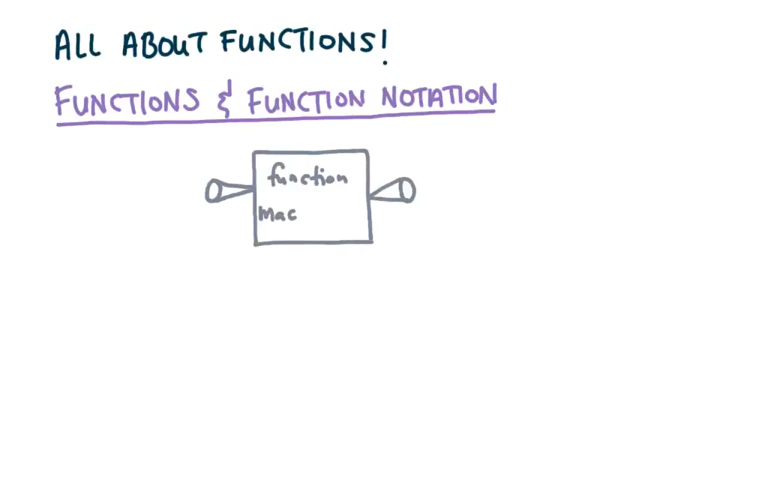 ALL ABOUT FUNCTIONS!
FUNCTIONS & FUNCTION NOTATION
function
mac